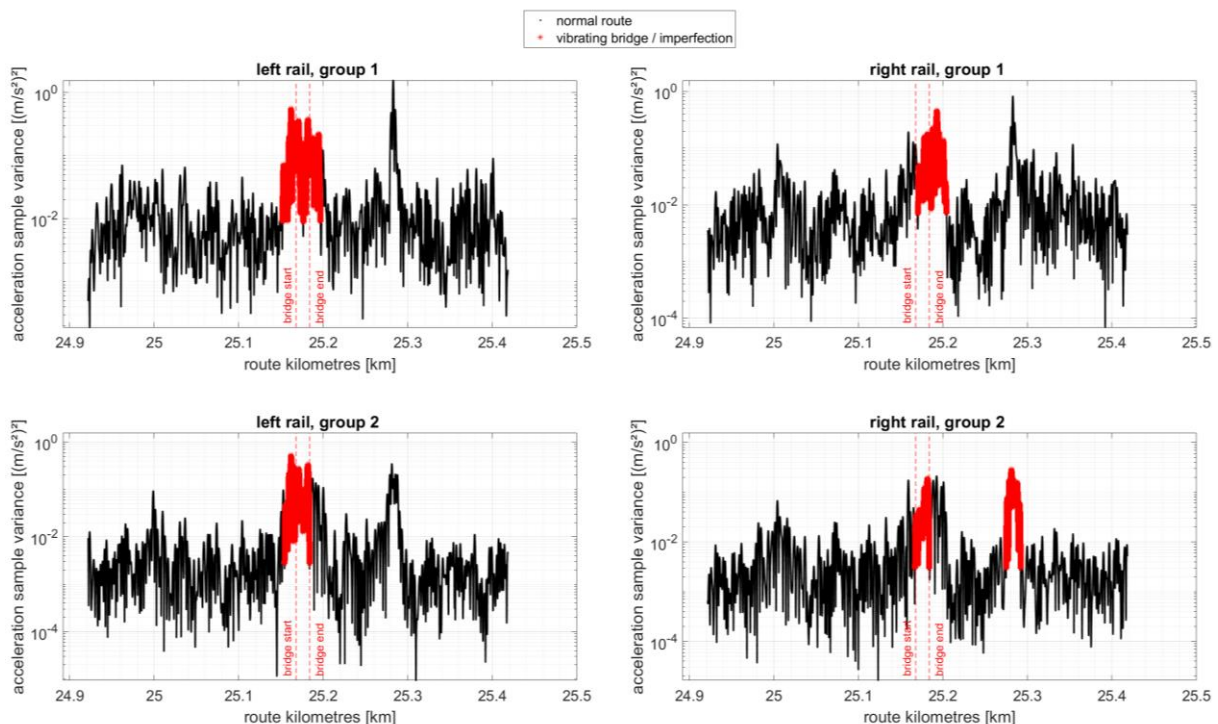 normal route
vibrating bridge / imperfection
left rail, group 1
acceleration sample variance [(m/s²)²]
10⁰
10⁻²
bridge start
bridge end
24.9 25 25.1 25.2 25.3 25.4 25.5
route kilometres [km]
right rail, group 1
acceleration sample variance [(m/s²)²]
10⁰
10⁻²
10⁻⁴
bridge start
bridge end
24.9 25 25.1 25.2 25.3 25.4 25.5
route kilometres [km]
left rail, group 2
acceleration sample variance [(m/s²)²]
10⁰
10⁻²
10⁻⁴
bridge start
bridge end
24.9 25 25.1 25.2 25.3 25.4 25.5
route kilometres [km]
right rail, group 2
acceleration sample variance [(m/s²)²]
10⁰
10⁻²
10⁻⁴
bridge start
bridge end
24.9 25 25.1 25.2 25.3 25.4 25.5
route kilometres [km]